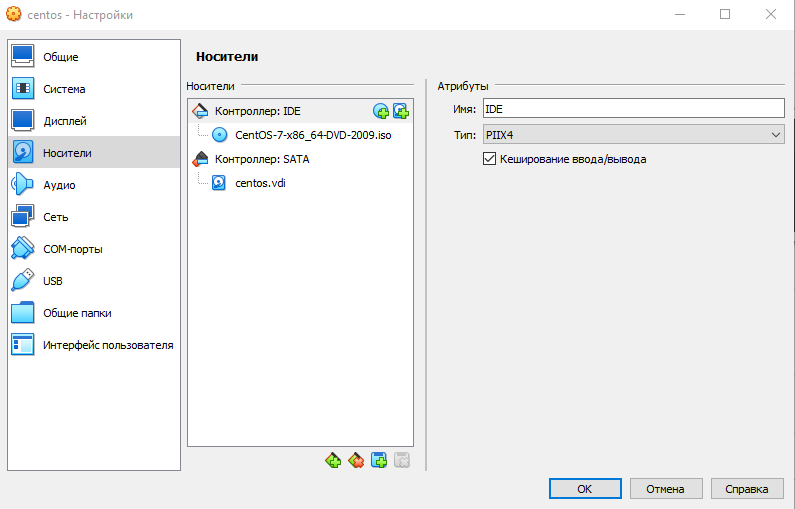 centos - Настройки
Общие
Система
Дисплей
Носители
Аудио
Сеть
COM-порты
USB
Общие папки
Интерфейс пользователя
Носители
Носители
Контроллер: IDE
CentOS-7-x86_64-DVD-2009.iso
Контроллер: SATA
centos.vdi
Атрибуты
Имя: IDE
Тип: PIIX4
Кеширование ввода/вывода
OK
Отмена
Справка